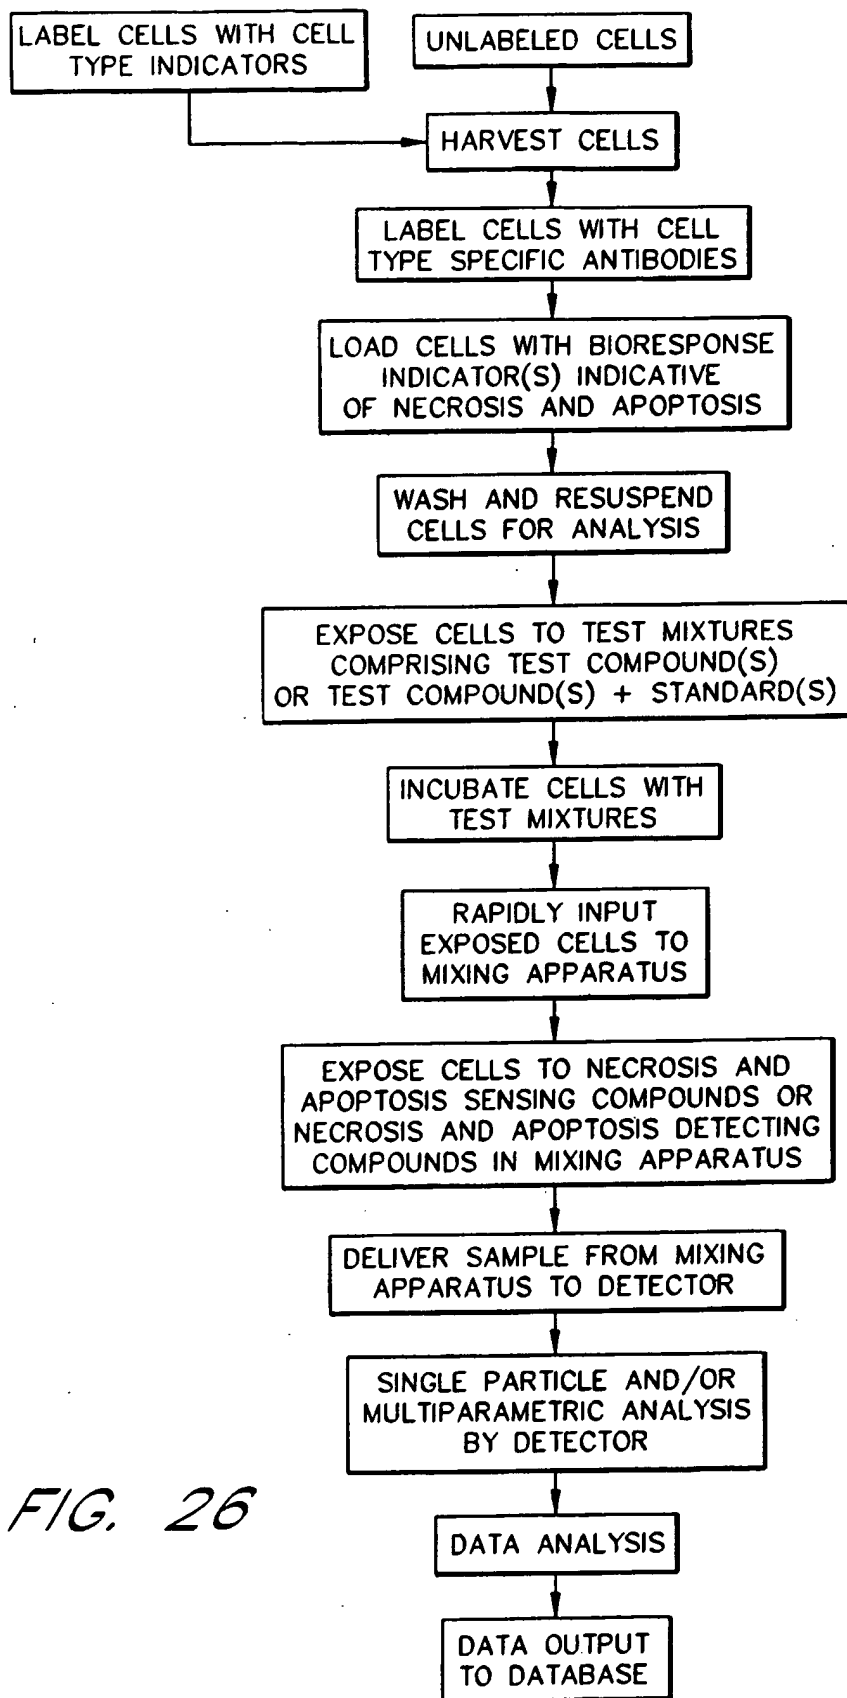 LABEL CELLS WITH CELL
TYPE INDICATORS
UNLABELED CELLS
HARVEST CELLS
LABEL CELLS WITH CELL
TYPE SPECIFIC ANTIBODIES
LOAD CELLS WITH BIORESPONSE
INDICATOR(S) INDICATIVE
OF NECROSIS AND APOPTOSIS
WASH AND RESUSPEND
CELLS FOR ANALYSIS
EXPOSE CELLS TO TEST MIXTURES
COMPRISING TEST COMPOUND(S)
OR TEST COMPOUND(S) + STANDARD(S)
INCUBATE CELLS WITH
TEST MIXTURES
RAPIDLY INPUT
EXPOSED CELLS TO
MIXING APPARATUS
EXPOSE CELLS TO NECROSIS AND
APOPTOSIS SENSING COMPOUNDS OR
NECROSIS AND APOPTOSIS DETECTING
COMPOUNDS IN MIXING APPARATUS
DELIVER SAMPLE FROM MIXING
APPARATUS TO DETECTOR
SINGLE PARTICLE AND/OR
MULTIPARAMETRIC ANALYSIS
BY DETECTOR
DATA ANALYSIS
DATA OUTPUT
TO DATABASE
FIG. 26